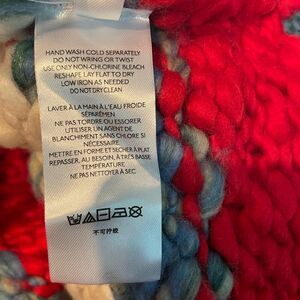 HAND WASH COLD SEPARATELY
DO NOT WRING OR TWIST
USE ONLY NON-CHLORINE BLEACH
RESHAPE LAY FLAT TO DRY
LOW IRON AS NEEDED
DO NOT DRY CLEAN
LAVER À LA MAIN À L'EAU FROIDE
SÉPARÉMEN
NE PAS TORDRE OU ESSORER
UTILISER UN AGENT DE
BLANCHIMENT SANS CHLORE SI
NÉCESSAIRE
METTRE EN FORME ET SÉCHER À PLAT
REPASSER, AU BESOIN, À TRÈS BASSE
TEMPÉRATURE
NE PAS NETTOYER À SEC
不可拧绞